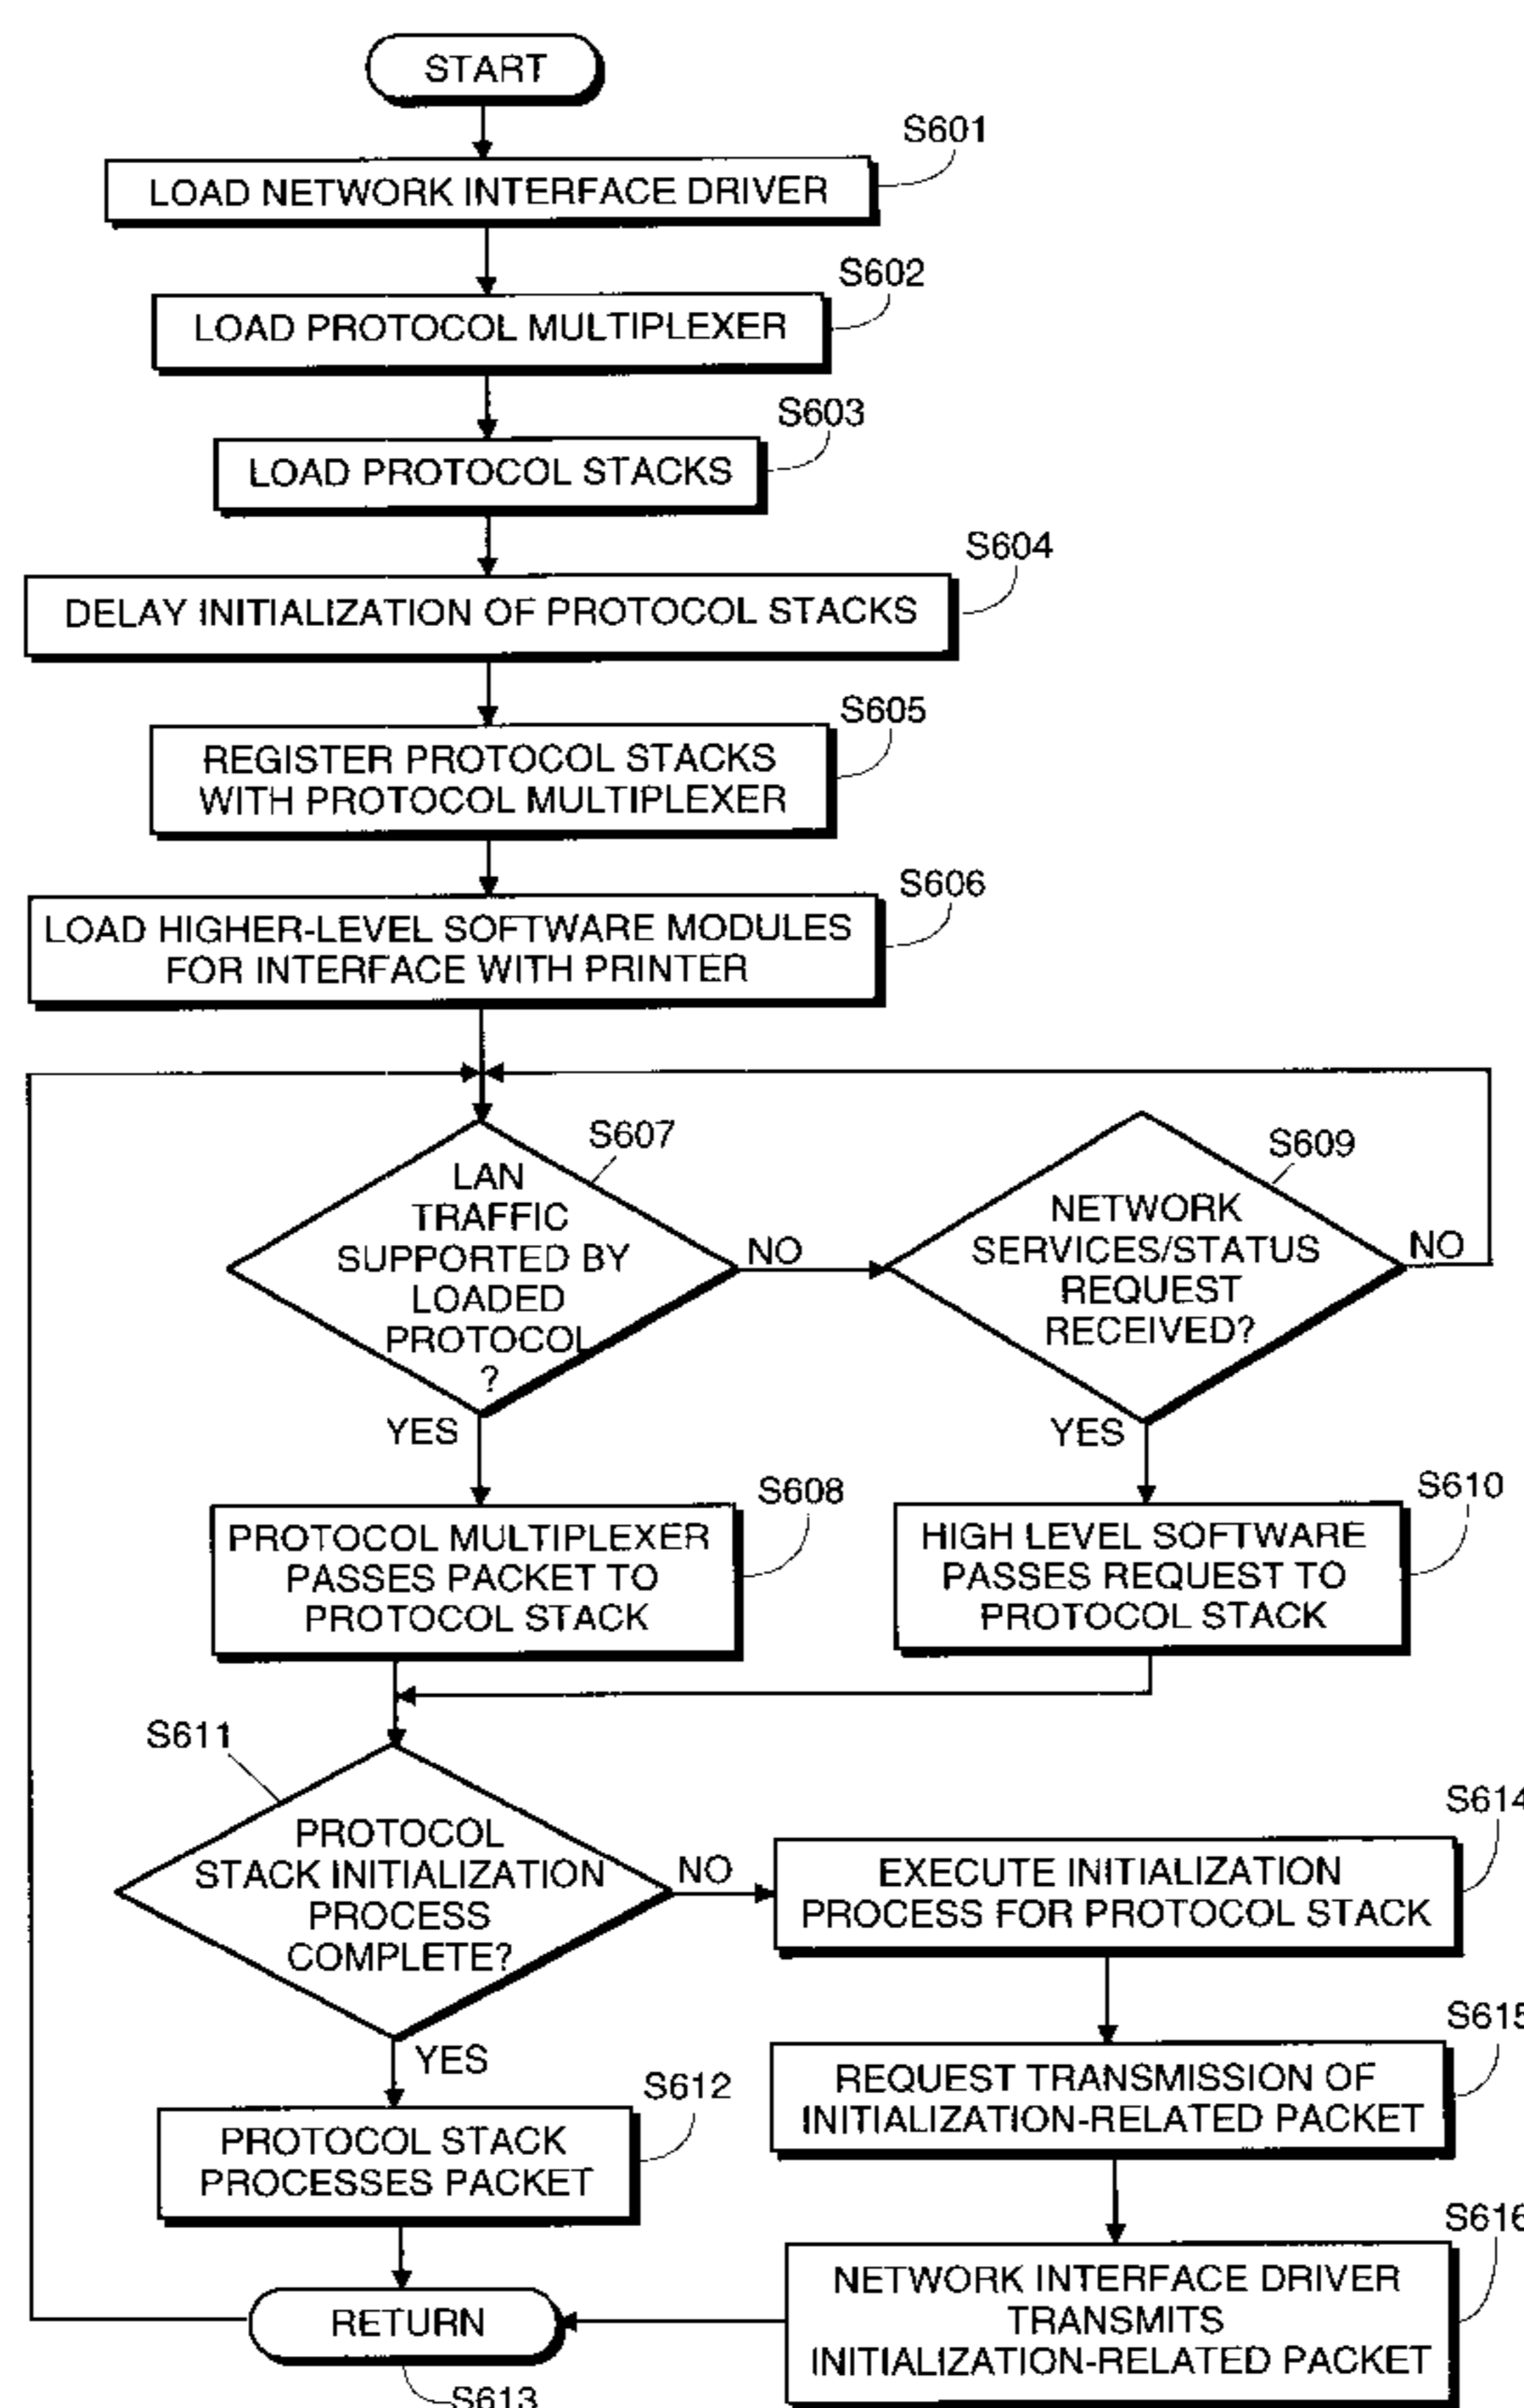 START
S601
LOAD NETWORK INTERFACE DRIVER
S602
LOAD PROTOCOL MULTIPLEXER
S603
LOAD PROTOCOL STACKS
S604
DELAY INITIALIZATION OF PROTOCOL STACKS
S605
REGISTER PROTOCOL STACKS
WITH PROTOCOL MULTIPLEXER
S606
LOAD HIGHER-LEVEL SOFTWARE MODULES
FOR INTERFACE WITH PRINTER
S607
LAN
TRAFFIC
SUPPORTED BY
LOADED
PROTOCOL
?
NO
YES
S609
NETWORK
SERVICES/STATUS
REQUEST
RECEIVED?
NO
YES
S608
PROTOCOL MULTIPLEXER
PASSES PACKET TO
PROTOCOL STACK
S610
HIGH LEVEL SOFTWARE
PASSES REQUEST TO
PROTOCOL STACK
S611
PROTOCOL
STACK INITIALIZATION
PROCESS
COMPLETE?
NO
YES
S614
EXECUTE INITIALIZATION
PROCESS FOR PROTOCOL STACK
S615
REQUEST TRANSMISSION OF
INITIALIZATION-RELATED PACKET
S612
PROTOCOL STACK
PROCESSES PACKET
S616
NETWORK INTERFACE DRIVER
TRANSMITS
INITIALIZATION-RELATED PACKET
RETURN
S613